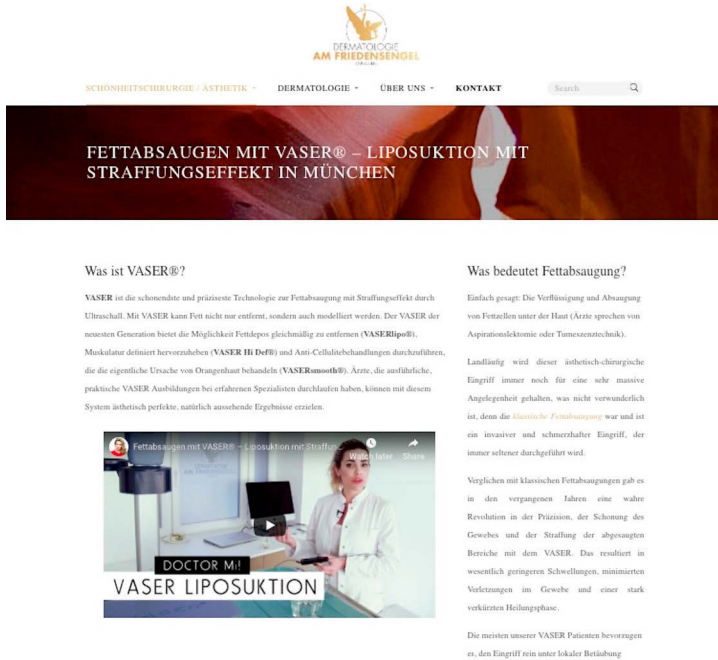 DERMATOLOGIE
AM FRIEDENSENGEL
SCHÖNHEITSCHIRURGIE / ÄSTHETIK
DERMATOLOGIE
ÜBER UNS
KONTAKT
Search
FETTABSAUGEN MIT VASER® – LIPOSUKTION MIT
STRAFFUNGSEFFEKT IN MÜNCHEN
Was ist VASER®?
VASER ist die schonendste und präziseste Technologie zur Fettabsaugung mit Straffungseffekt durch
Ultraschall. Mit VASER kann Fett nicht nur entfernt, sondern auch modelliert werden. Der VASER der
neuesten Generation bietet die Möglichkeit Fettdepos gleichmäßig zu entfernen (VASERlipo®),
Muskulatur definiert hervorzuheben (VASER Hi Def®) und Anti-Cellulitebehandlungen durchzuführen,
die die eigentliche Ursache von Orangenhaut behandeln (VASERsmooth®). Ärzte, die ausführliche,
praktische VASER Ausbildungen bei erfahrenen Spezialisten durchlaufen haben, können mit diesem
System ästhetisch perfekte, natürlich aussehende Ergebnisse erzielen.
Fettabsaugen mit VASER® – Liposuktion mit Straffun
Watch later
Share
DOCTOR Mi!
VASER LIPOSUKTION
Was bedeutet Fettabsaugung?
Einfach gesagt: Die Verflüssigung und Absaugung
von Fettzellen unter der Haut (Ärzte sprechen von
Aspirationslektomie oder Tumeszenztechnik).
Landläufig wird dieser ästhetisch-chirurgische
Eingriff immer noch für eine sehr massive
Angelegenheit gehalten, was nicht verwunderlich
ist, denn die klassische Fettabsaugung war und ist
ein invasiver und schmerzhafter Eingriff, der
immer seltener durchgeführt wird.
Verglichen mit klassischen Fettabsaugungen gab es
in den vergangenen Jahren eine wahre
Revolution in der Präzision, der Schonung des
Gewebes und der Straffung der abgesaugten
Bereiche mit dem VASER. Das resultiert in
wesentlich geringeren Schwellungen, minimierten
Verletzungen im Gewebe und einer stark
verkürzten Heilungsphase.
Die meisten unserer VASER Patienten bevorzugen
es, den Eingriff rein unter lokaler Betäubung